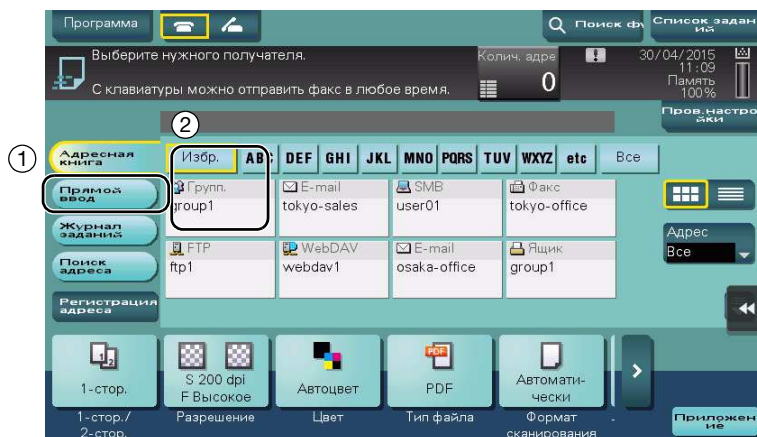 Программа
Поиск фу
Список задан
ий
Выберите нужного получателя.
С клавиатуры можно отправить факс в любое время.
Колич. адре
0
30/04/2015
11:09
Память
100%
Пров.настро
йки
1
2
Адресная
книга
Избр.
ABC
DEF
GHI
JKL
MNO
PQRS
TUV
WXYZ
etc
Все
Прямой
ввод
Журнал
заданий
Поиск
адреса
Регистрация
адреса
Групп.
group1
E-mail
tokyo-sales
SMB
user01
Факс
tokyo-office
FTP
ftp1
WebDAV
webdav1
E-mail
osaka-office
Ящик
group1
Адрес
Все
1-стор.
S 200 dpi
F Высокое
Автоцвет
PDF
Автомати-
чески
1-стор./
2-стор.
Разрешение
Цвет
Тип файла
Формат
сканирования
Приложен
ие